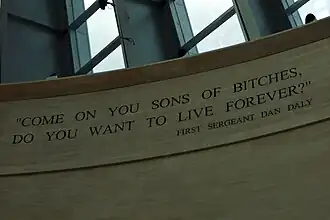 "COME ON YOU SONS OF BITCHES,
DO YOU WANT TO LIVE FOREVER?"
FIRST SERGEANT DAN DALY